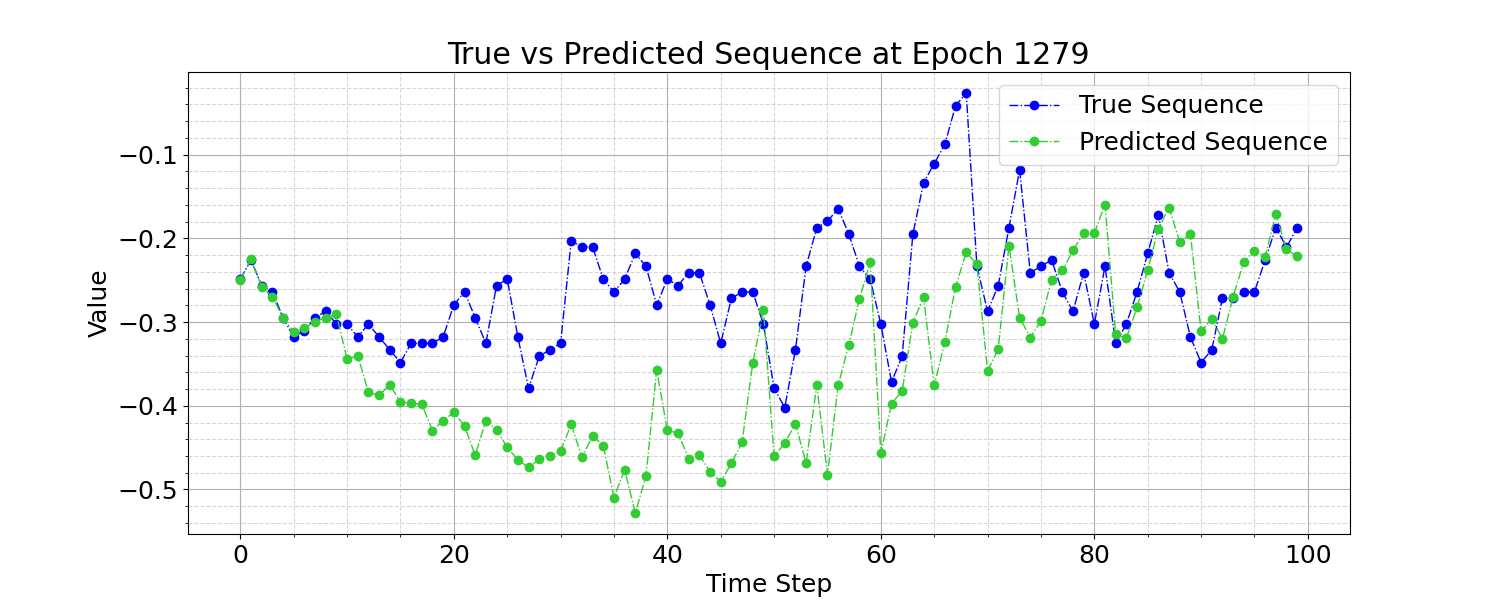 True vs Predicted Sequence at Epoch 1279
True Sequence
Predicted Sequence
Value
−0.1
−0.2
−0.3
−0.4
−0.5
0 20 40 60 80 100
Time Step